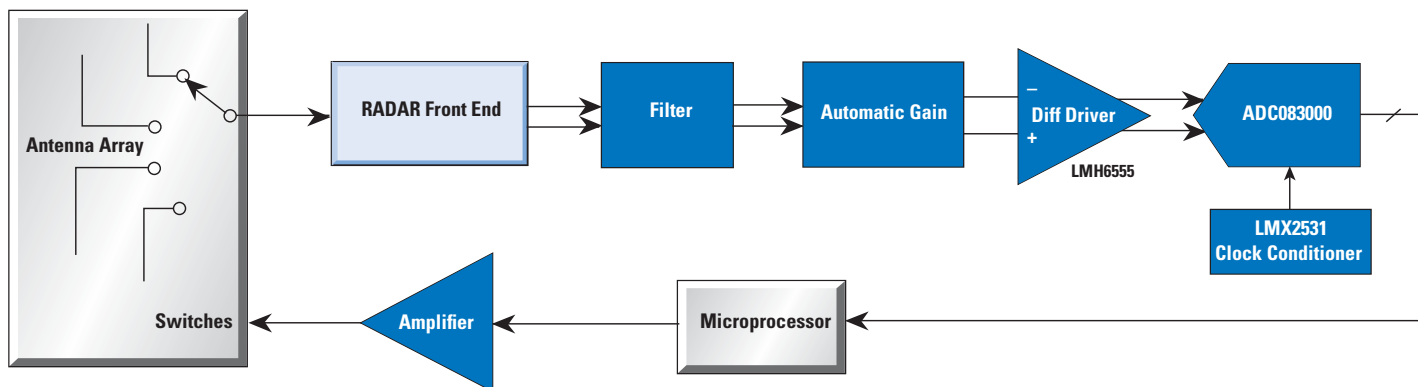 Antenna Array
Switches
RADAR Front End
Filter
Automatic Gain
–
Diff Driver
+
LMH6555
ADC083000
LMX2531
Clock Conditioner
Amplifier
Microprocessor